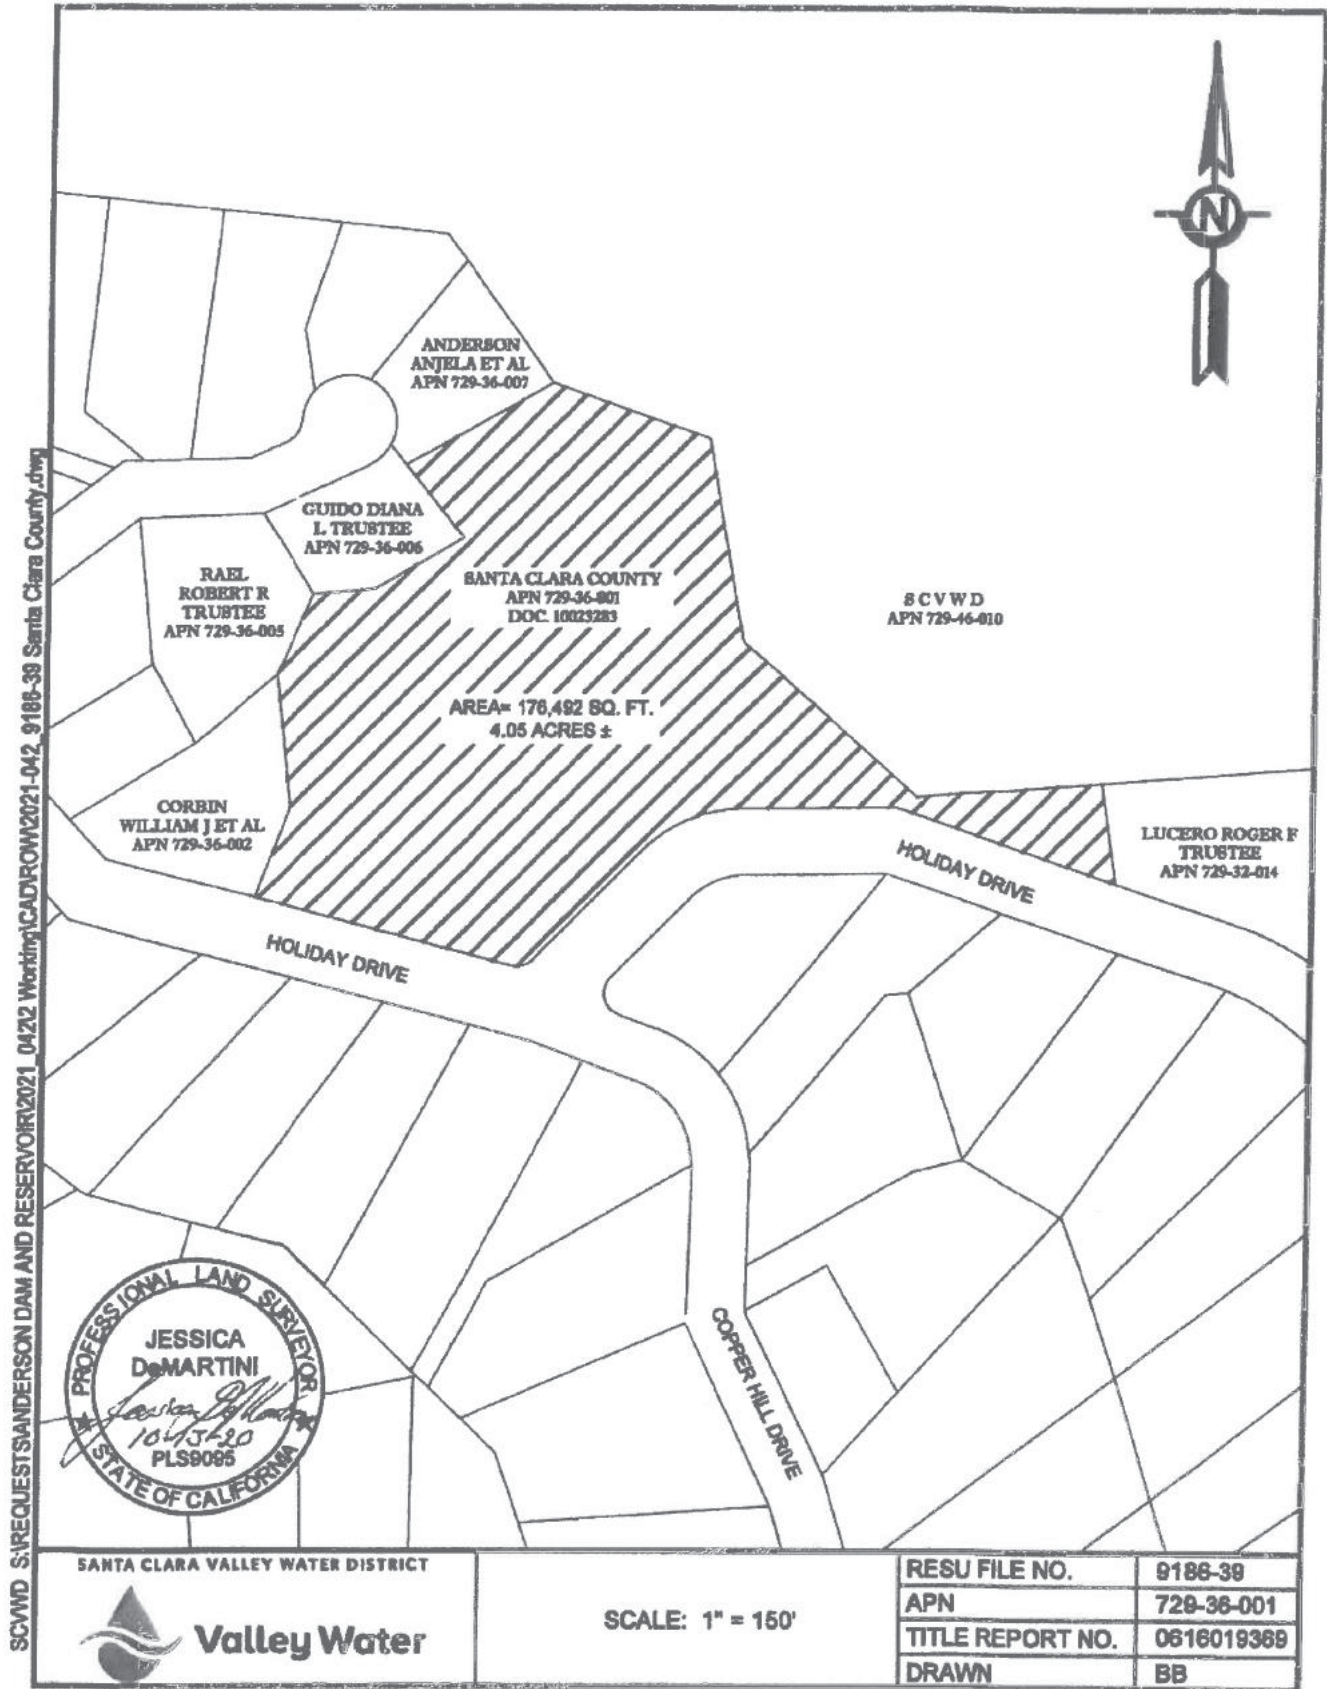 N
ANDERSON
ANJELA ET AL
APN 729-36-007
GUIDO DIANA
L TRUSTEE
APN 729-36-006
RAEL
ROBERT R
TRUSTEE
APN 729-36-005
SANTA CLARA COUNTY
APN 729-36-001
DOC. 10023283
AREA= 176,492 SQ. FT.
4.05 ACRES ±
S C V W D
APN 729-46-010
CORBIN
WILLIAM J ET AL
APN 729-36-002
LUCERO ROGER F
TRUSTEE
APN 729-32-014
HOLIDAY DRIVE
HOLIDAY DRIVE
COPPER HILL DRIVE
SCVWD S:\REQUESTS\ANDERSON DAM AND RESERVOIR\2021_042\2 Working\CAD\ROW\2021-042_9186-39 Santa Clara County.dwg
PROFESSIONAL LAND SURVEYOR
JESSICA
DeMARTINI
10-13-20
PLS9095
STATE OF CALIFORNIA
SANTA CLARA VALLEY WATER DISTRICT
Valley Water
SCALE: 1" = 150'
RESU FILE NO. 9186-39
APN 729-36-001
TITLE REPORT NO. 0616019369
DRAWN BB